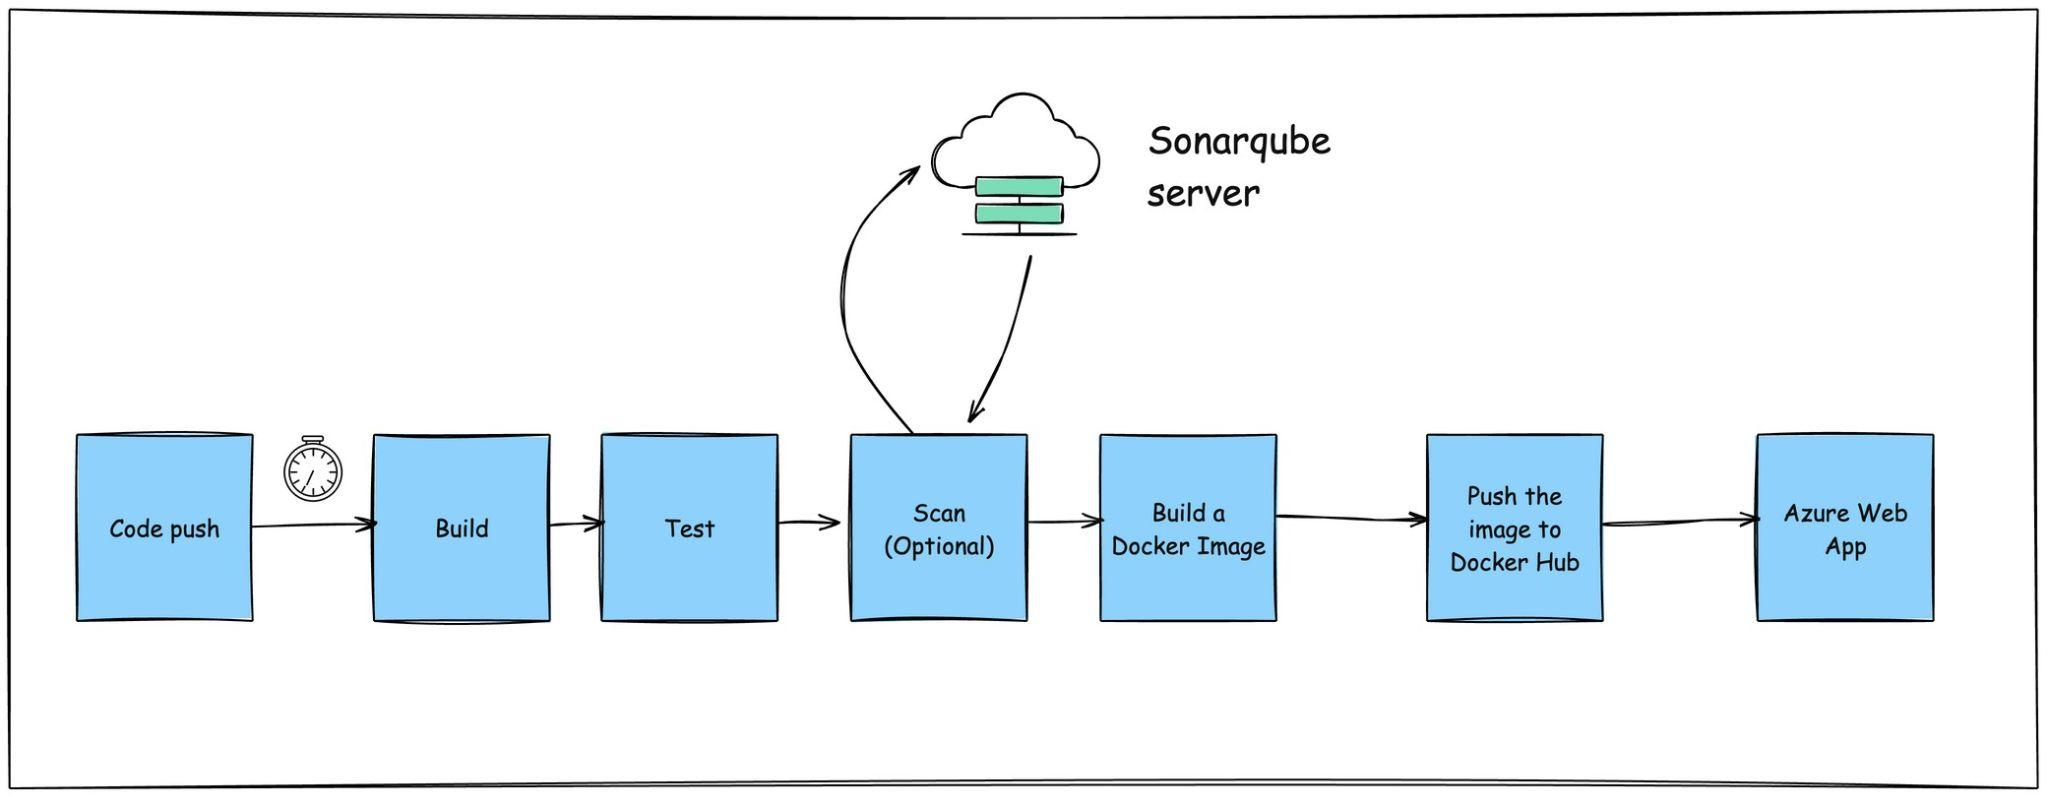 Sonarqube
server
Code push
Build
Test
Scan
(Optional)
Build a
Docker Image
Push the
image to
Docker Hub
Azure Web
App